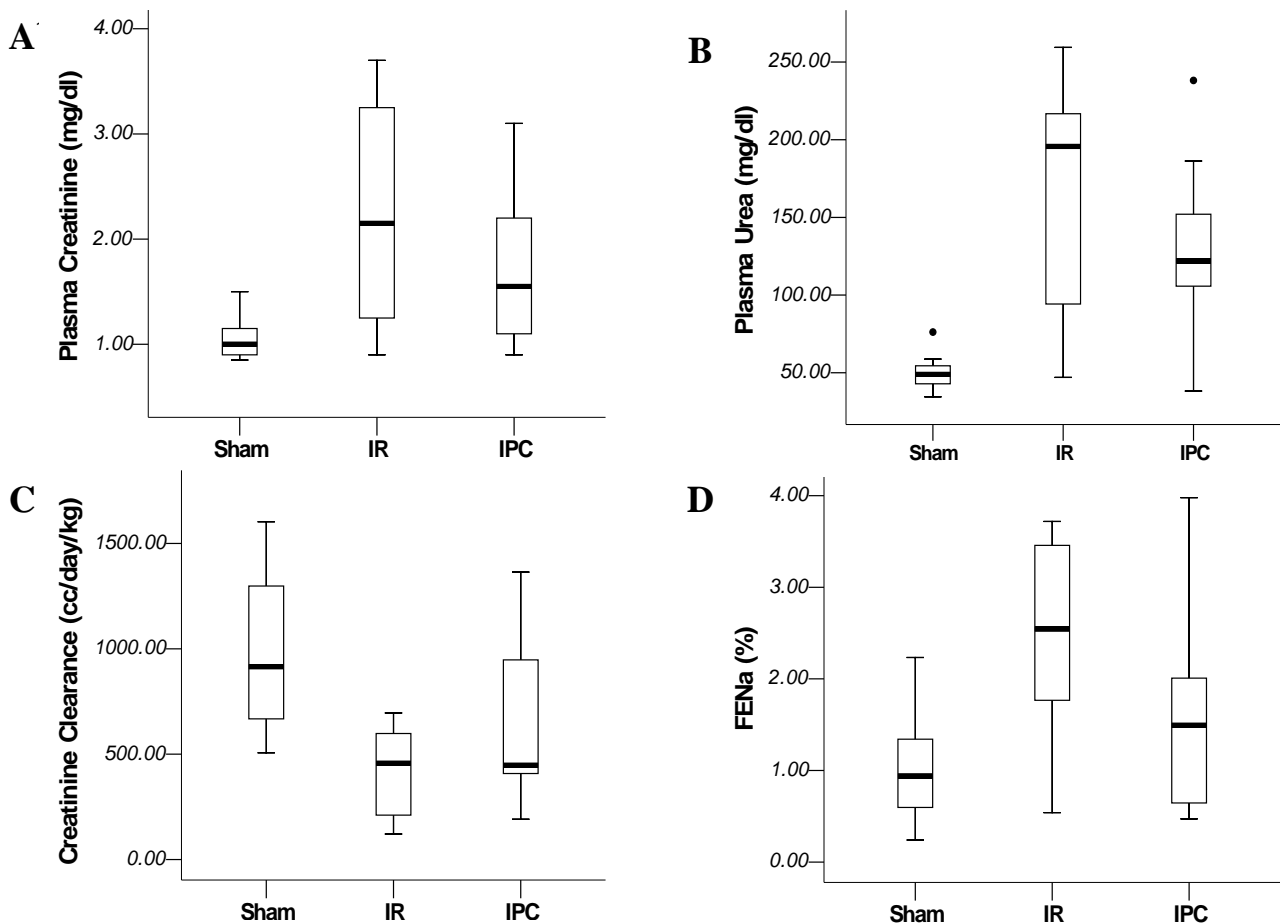 A
Plasma Creatinine (mg/dl)
4.00
3.00
2.00
1.00
Sham IR IPC
B
Plasma Urea (mg/dl)
250.00
200.00
150.00
100.00
50.00
Sham IR IPC
C
Creatinine Clearance (cc/day/kg)
1500.00
1000.00
500.00
0.00
Sham IR IPC
D
FENa (%)
4.00
3.00
2.00
1.00
0.00
Sham IR IPC